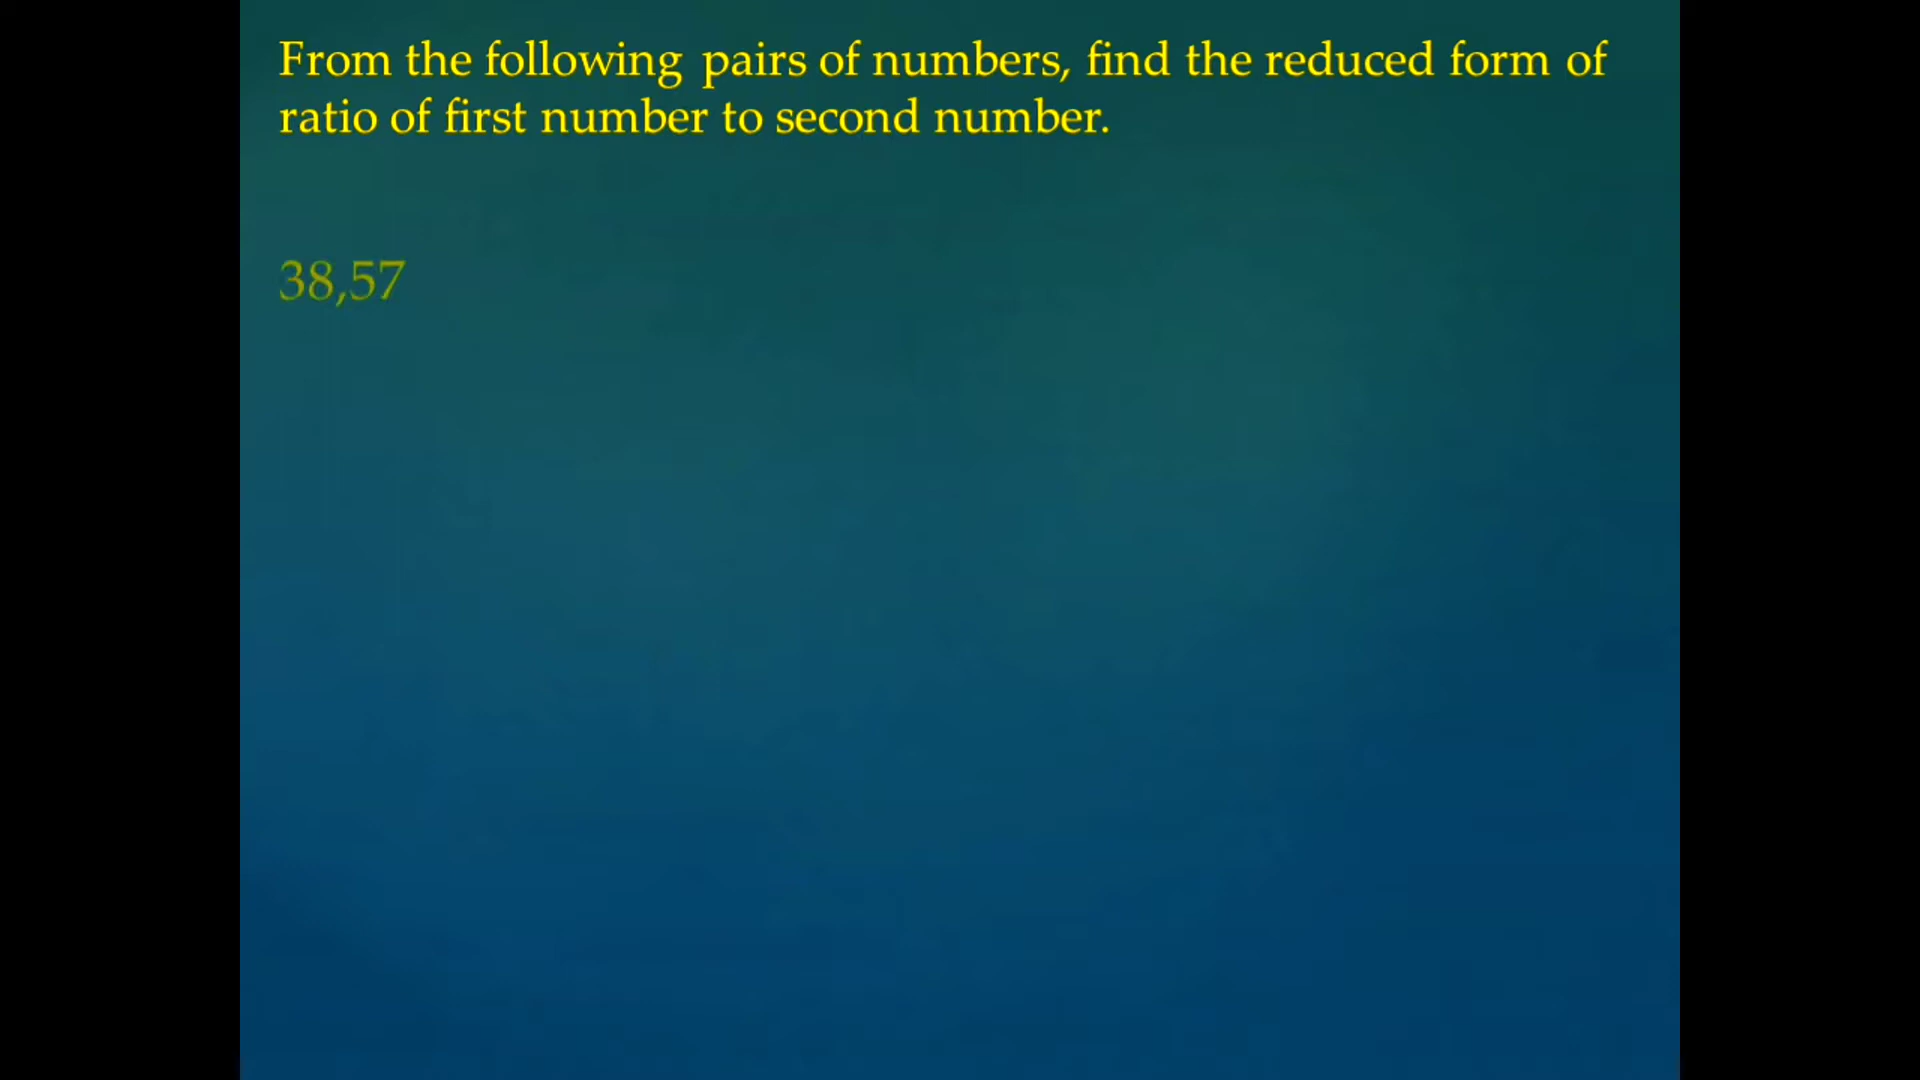 From the following pairs of numbers, find the reduced form of
ratio of first number to second number.
38,57